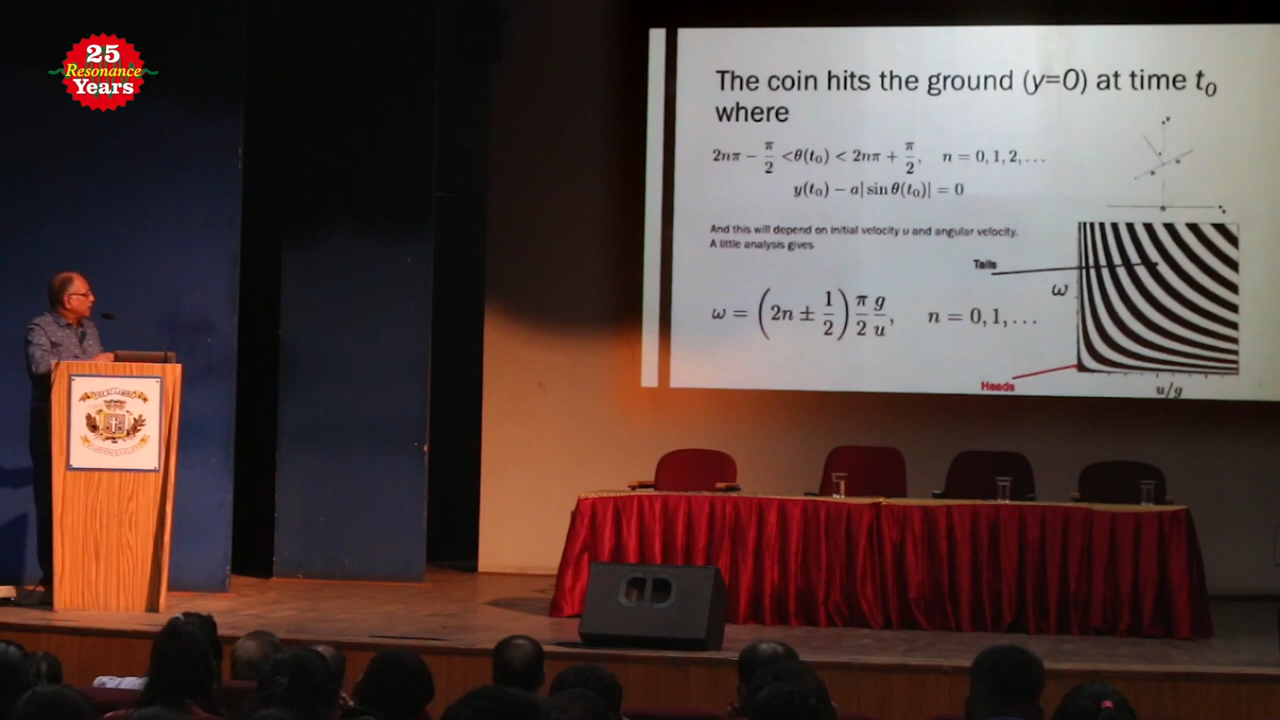 25
Resonance
Years
The coin hits the ground (y=0) at time t₀
where
2nπ − π/2 <θ(t₀) < 2nπ + π/2, n = 0, 1, 2, . . .
y(t₀) − a| sin θ(t₀)| = 0
And this will depend on initial velocity u and angular velocity.
A little analysis gives
Tails
ω
ω = (2n ± 1/2) π/2 g/u, n = 0, 1, . . .
Heads
u/g